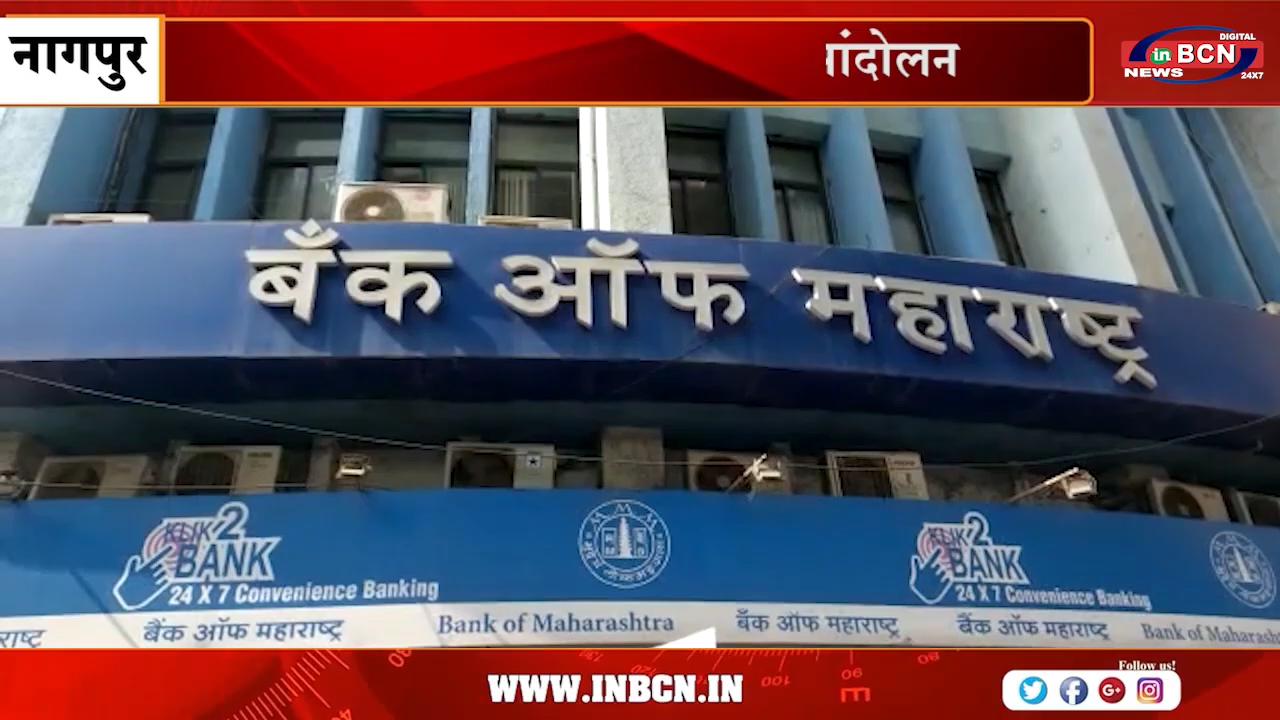 नागपुर
ांदोलन
DIGITAL
in BCN
NEWS
24X7
बँक ऑफ महाराष्ट्र
KLIK 2
BANK
24 X 7 Convenience Banking
KLIK 2
BANK
24 X 7 Convenience Banking
राष्ट्र
बैंक ऑफ महाराष्ट्र
Bank of Maharashtra
बँक ऑफ महाराष्ट्र
बैंक ऑफ महाराष्ट्र
Bank of Maharash
WWW.INBCN.IN
Follow us!